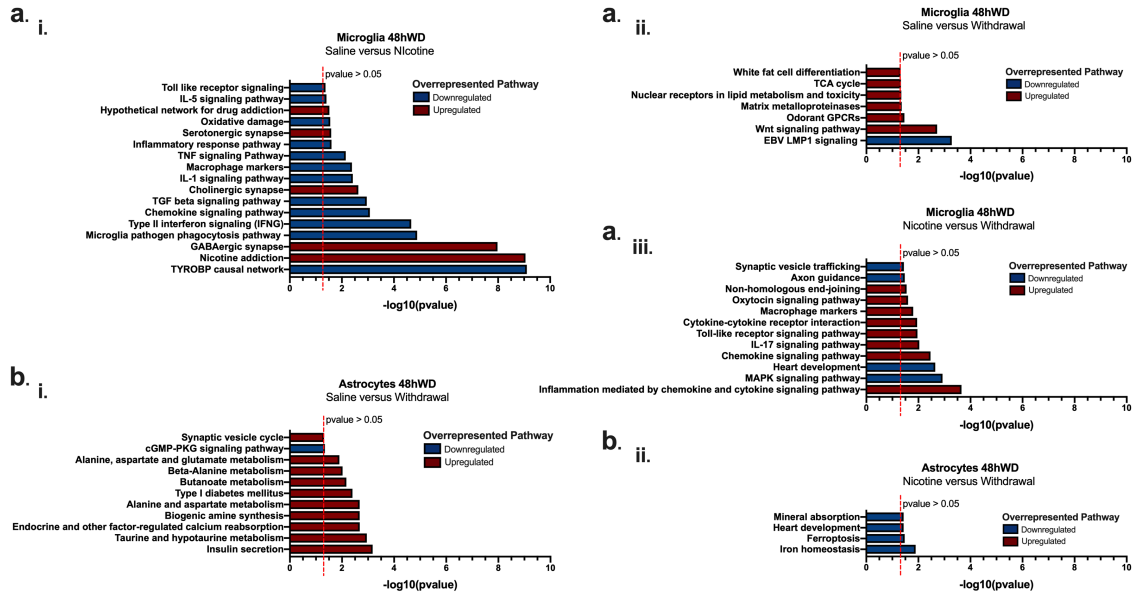 a.
i.
Microglia 48hWD
Saline versus NIcotine
pvalue > 0.05
Overrepresented Pathway
Downregulated
Upregulated
Toll like receptor signaling
IL-5 signaling pathway
Hypothetical network for drug addiction
Oxidative damage
Serotonergic synapse
Inflammatory response pathway
TNF signaling Pathway
Macrophage markers
IL-1 signaling pathway
Cholinergic synapse
TGF beta signaling pathway
Chemokine signaling pathway
Type II interferon signaling (IFNG)
Microglia pathogen phagocytosis pathway
GABAergic synapse
Nicotine addiction
TYROBP causal network
0 2 4 6 8 10
-log10(pvalue)
a.
ii.
Microglia 48hWD
Saline versus Withdrawal
pvalue > 0.05
Overrepresented Pathway
Downregulated
Upregulated
White fat cell differentiation
TCA cycle
Nuclear receptors in lipid metabolism and toxicity
Matrix metalloproteinases
Odorant GPCRs
Wnt signaling pathway
EBV LMP1 signaling
0 2 4 6 8 10
-log10(pvalue)
a.
iii.
Microglia 48hWD
Nicotine versus Withdrawal
pvalue > 0.05
Overrepresented Pathway
Downregulated
Upregulated
Synaptic vesicle trafficking
Axon guidance
Non-homologous end-joining
Oxytocin signaling pathway
Macrophage markers
Cytokine-cytokine receptor interaction
Toll-like receptor signaling pathway
IL-17 signaling pathway
Chemokine signaling pathway
Heart development
MAPK signaling pathway
Inflammation mediated by chemokine and cytokine signaling pathway
0 2 4 6 8 10
-log10(pvalue)
b.
i.
Astrocytes 48hWD
Saline versus Withdrawal
pvalue > 0.05
Overrepresented Pathway
Downregulated
Upregulated
Synaptic vesicle cycle
cGMP-PKG signaling pathway
Alanine, aspartate and glutamate metabolism
Beta-Alanine metabolism
Butanoate metabolism
Type I diabetes mellitus
Alanine and aspartate metabolism
Biogenic amine synthesis
Endocrine and other factor-regulated calcium reabsorption
Taurine and hypotaurine metabolism
Insulin secretion
0 2 4 6 8 10
-log10(pvalue)
b.
ii.
Astrocytes 48hWD
Nicotine versus Withdrawal
pvalue > 0.05
Overrepresented Pathway
Downregulated
Upregulated
Mineral absorption
Heart development
Ferroptosis
Iron homeostasis
0 2 4 6 8 10
-log10(pvalue)